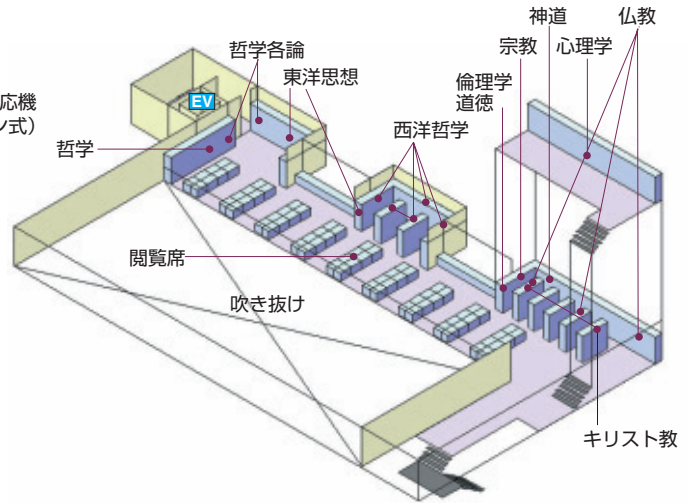 神道
仏教
宗教
心理学
哲学各論
東洋思想
倫理学
道徳
応機
ン式）
EV
西洋哲学
哲学
閲覧席
吹き抜け
キリスト教